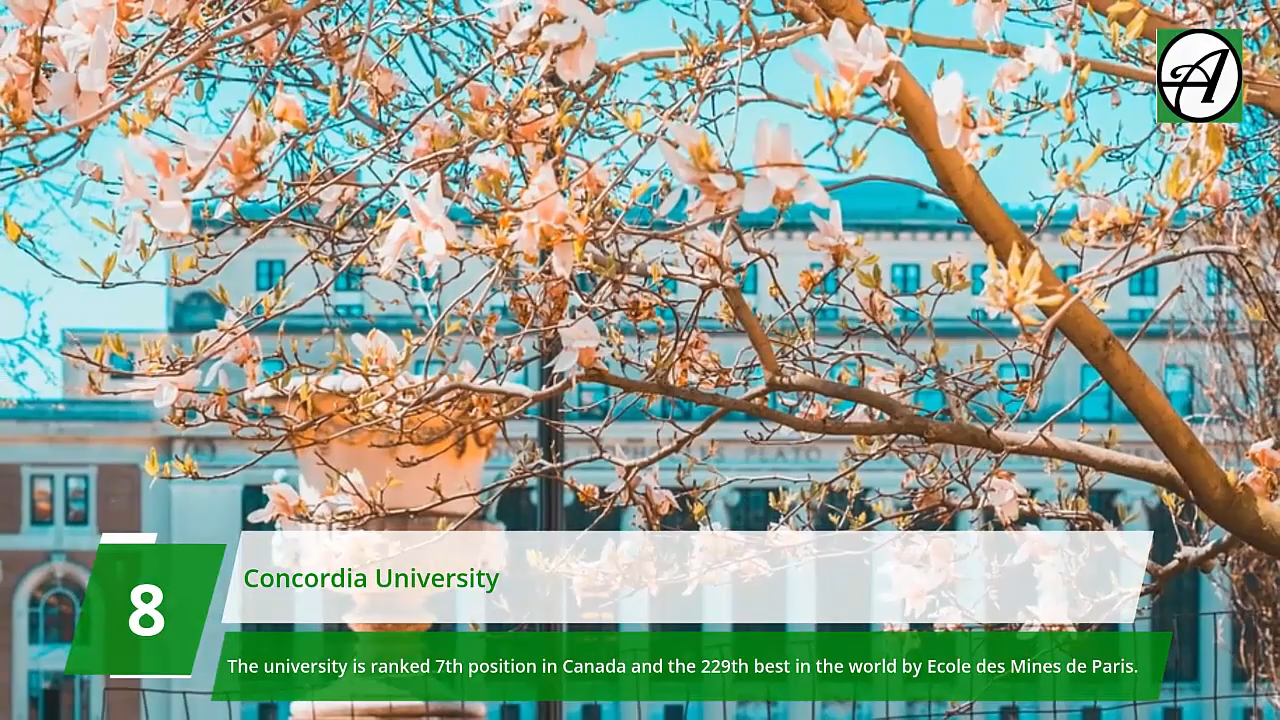 A
PLATO
8
Concordia University
The university is ranked 7th position in Canada and the 229th best in the world by Ecole des Mines de Paris.